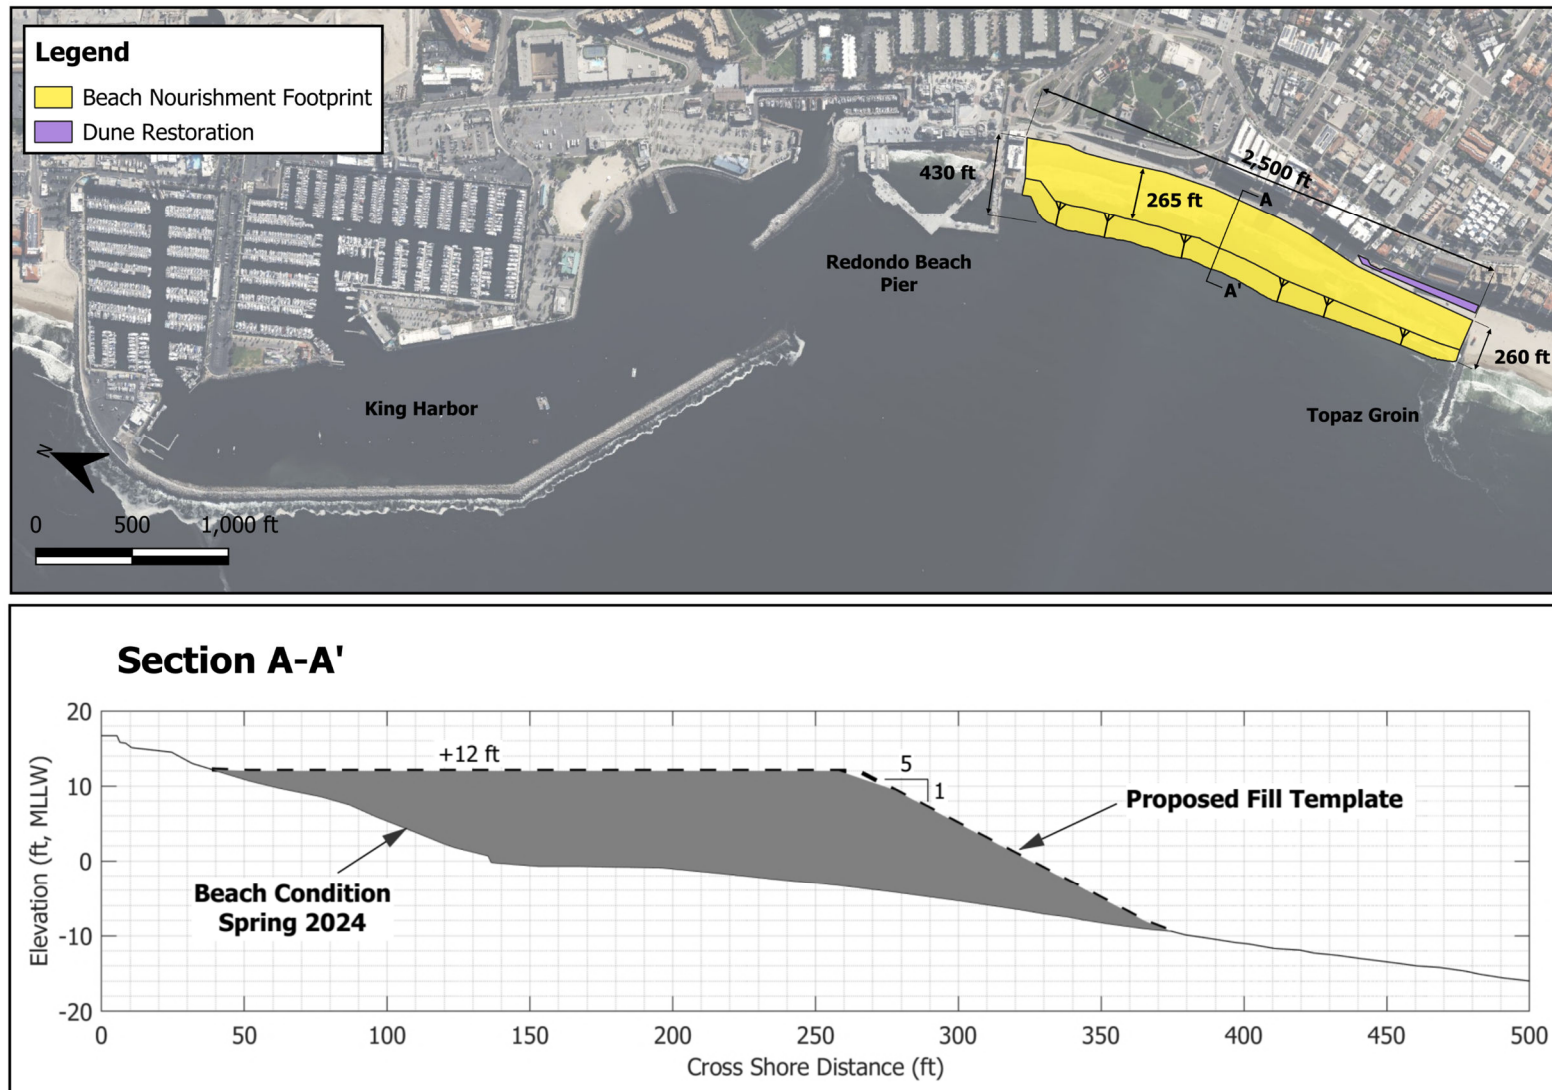 Legend
Beach Nourishment Footprint
Dune Restoration
430 ft
2,500 ft
265 ft
A
Redondo Beach
Pier
A'
260 ft
King Harbor
Topaz Groin
N
0 500 1,000 ft
Section A-A'
20
+12 ft
5
1
10
Proposed Fill Template
0
Beach Condition
Spring 2024
-10
-20
Elevation (ft, MLLW)
0 50 100 150 200 250 300 350 400 450 500
Cross Shore Distance (ft)